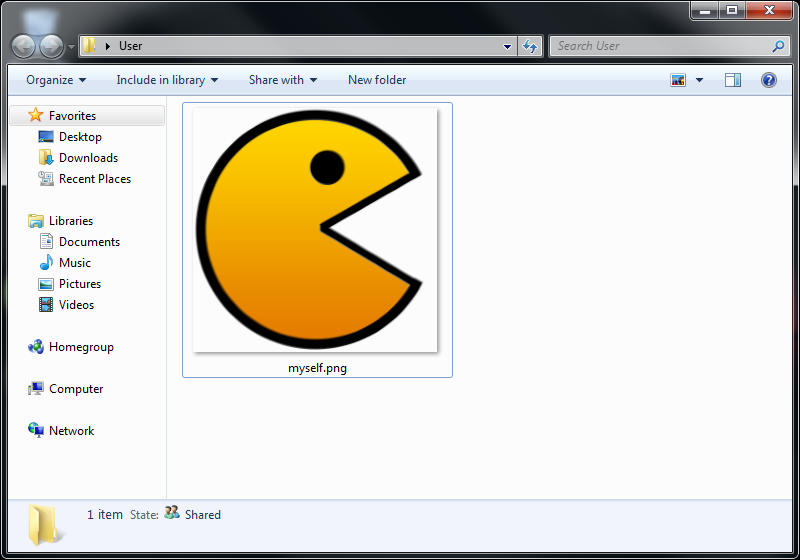 User
Search User
Organize Include in library Share with New folder
Favorites
Desktop
Downloads
Recent Places
Libraries
Documents
Music
Pictures
Videos
Homegroup
Computer
Network
myself.png
1 item State: Shared